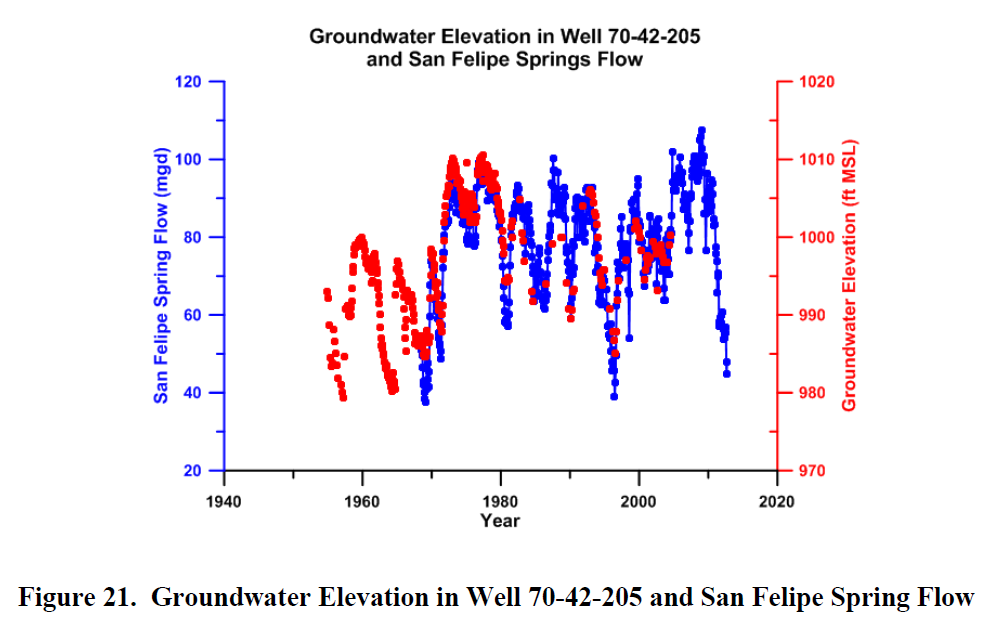 Groundwater Elevation in Well 70-42-205
and San Felipe Springs Flow
120
100
80
60
40
20
San Felipe Spring Flow (mgd)
1020
1010
1000
990
980
970
Groundwater Elevation (ft MSL)
1940
1960
1980
2000
2020
Year
Figure 21.  Groundwater Elevation in Well 70-42-205 and San Felipe Spring Flow